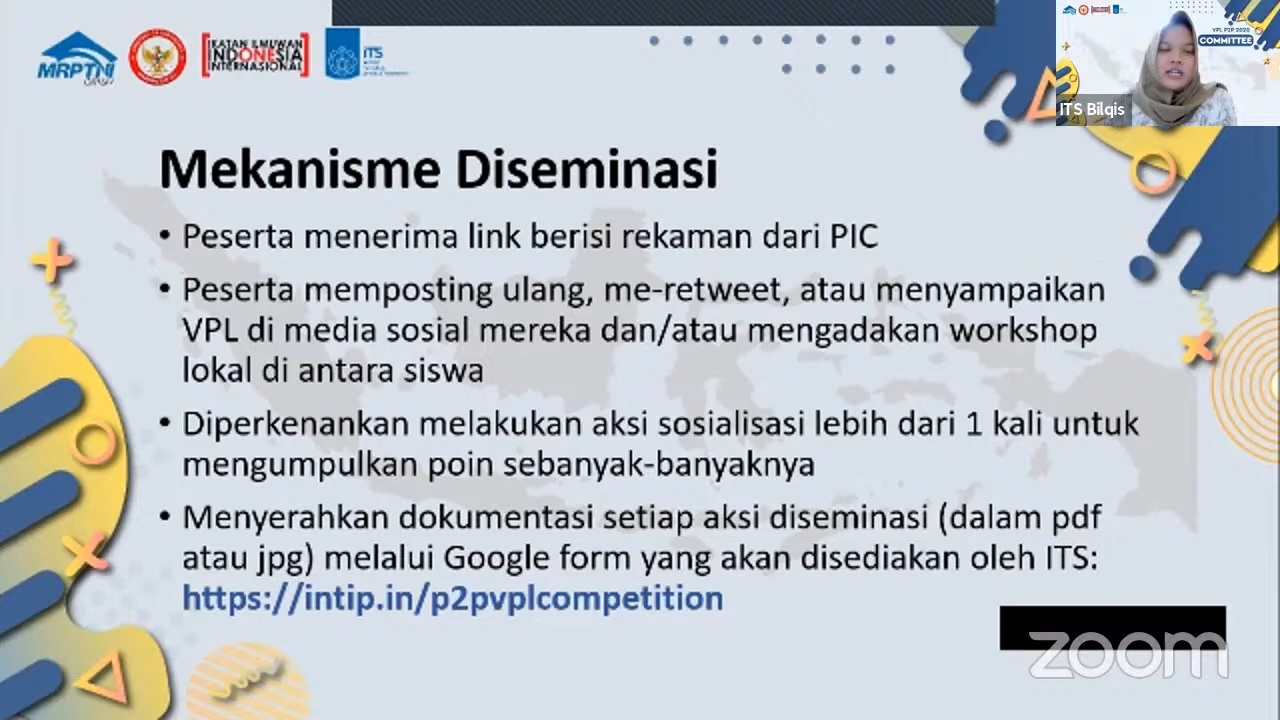 MRPTNI
IKATAN ILMUWAN
INDONESIA
INTERNASIONAL
ITS
VPL P2P 2020
COMMITTEE
ITS Bilqis
Mekanisme Diseminasi
• Peserta menerima link berisi rekaman dari PIC
• Peserta memposting ulang, me-retweet, atau menyampaikan
VPL di media sosial mereka dan/atau mengadakan workshop
lokal di antara siswa
• Diperkenankan melakukan aksi sosialisasi lebih dari 1 kali untuk
mengumpulkan poin sebanyak-banyaknya
• Menyerahkan dokumentasi setiap aksi diseminasi (dalam pdf
atau jpg) melalui Google form yang akan disediakan oleh ITS:
https://intip.in/p2pvplcompetition
zoom